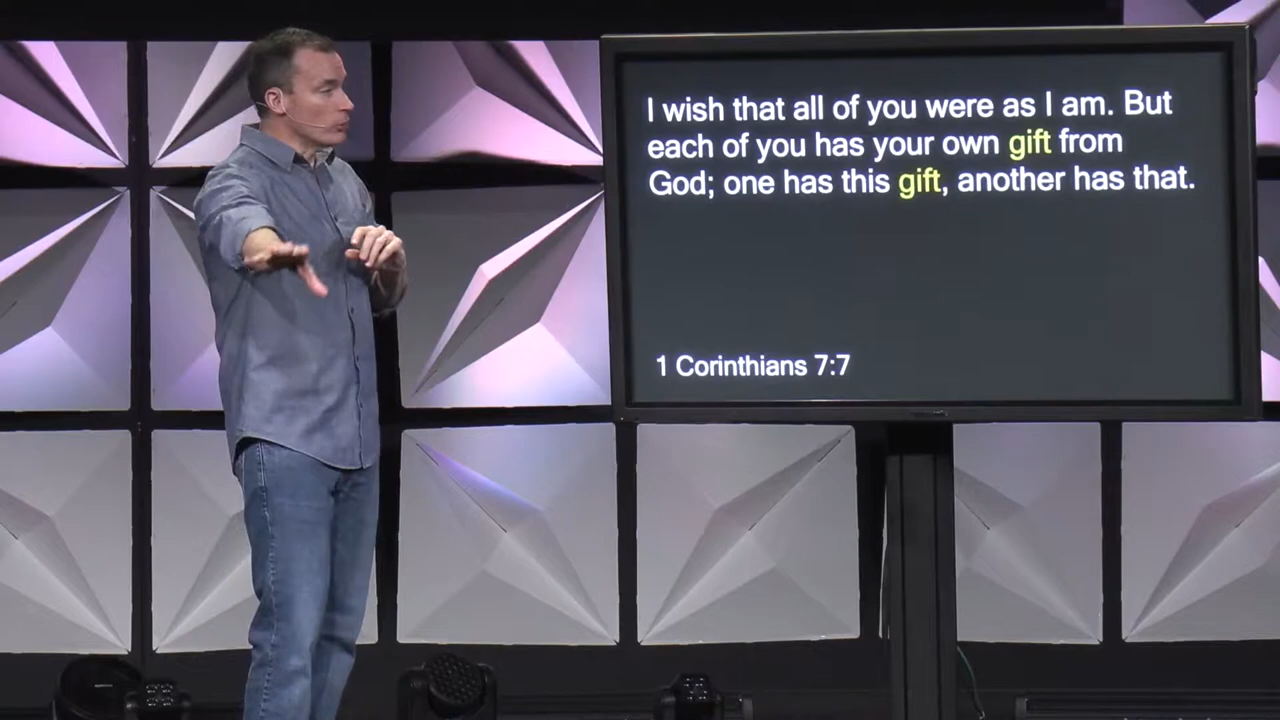 I wish that all of you were as I am. But
each of you has your own gift from
God; one has this gift, another has that.
1 Corinthians 7:7